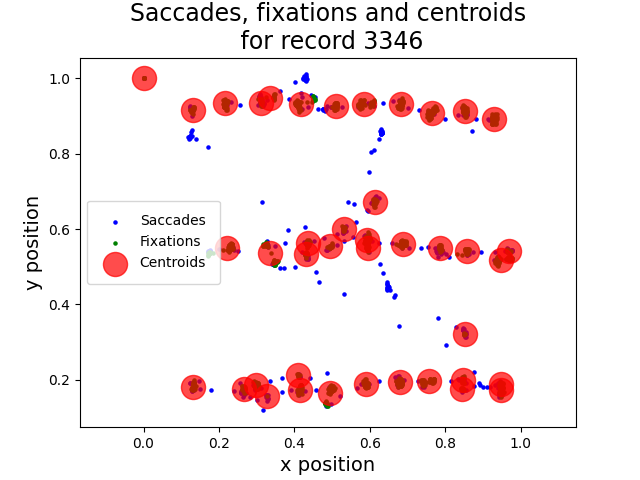 Saccades, fixations and centroids
for record 3346
y position
1.0
0.8
0.6
0.4
0.2
Saccades
Fixations
Centroids
0.0 0.2 0.4 0.6 0.8 1.0
x position